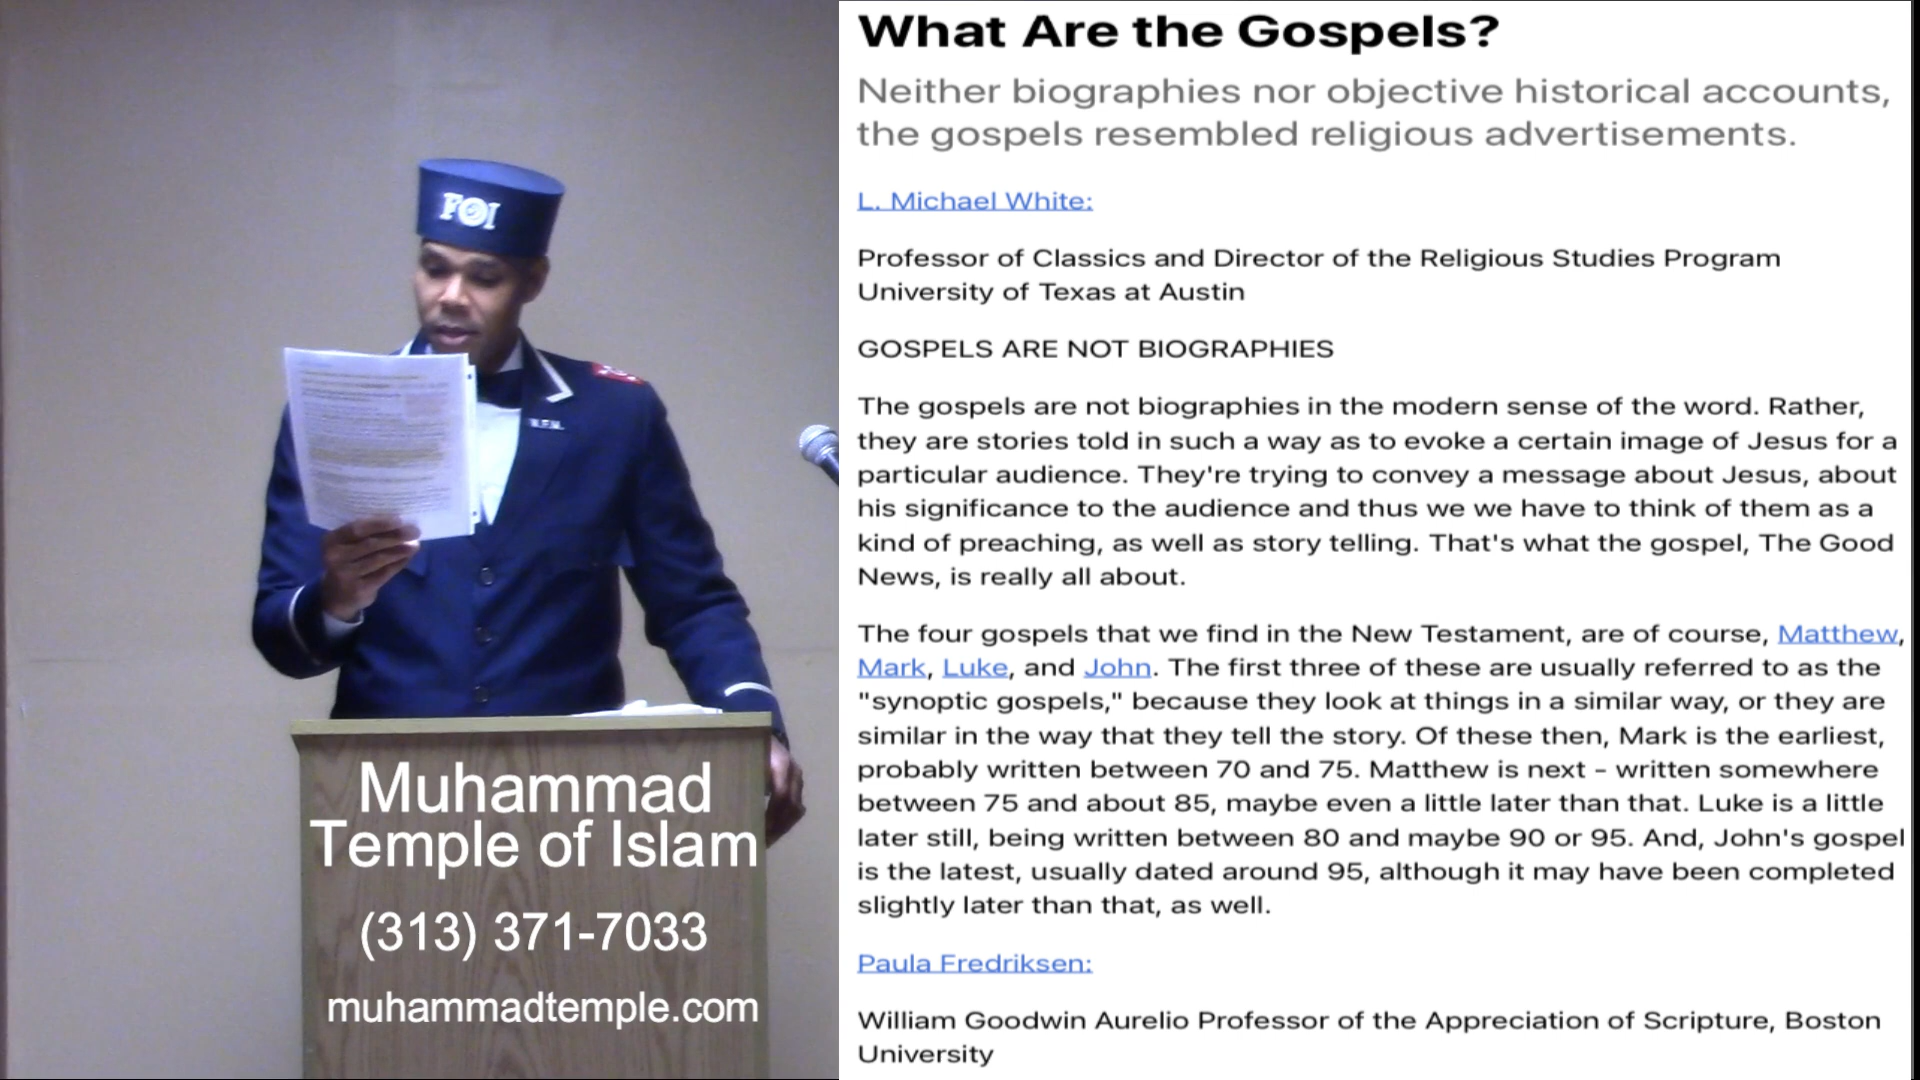 FOI
N.F.M.
Muhammad
Temple of Islam
(313) 371-7033
muhammadtemple.com
What Are the Gospels?
Neither biographies nor objective historical accounts,
the gospels resembled religious advertisements.
L. Michael White:
Professor of Classics and Director of the Religious Studies Program
University of Texas at Austin
GOSPELS ARE NOT BIOGRAPHIES
The gospels are not biographies in the modern sense of the word. Rather,
they are stories told in such a way as to evoke a certain image of Jesus for a
particular audience. They're trying to convey a message about Jesus, about
his significance to the audience and thus we we have to think of them as a
kind of preaching, as well as story telling. That's what the gospel, The Good
News, is really all about.
The four gospels that we find in the New Testament, are of course, Matthew,
Mark, Luke, and John. The first three of these are usually referred to as the
"synoptic gospels," because they look at things in a similar way, or they are
similar in the way that they tell the story. Of these then, Mark is the earliest,
probably written between 70 and 75. Matthew is next – written somewhere
between 75 and about 85, maybe even a little later than that. Luke is a little
later still, being written between 80 and maybe 90 or 95. And, John's gospel
is the latest, usually dated around 95, although it may have been completed
slightly later than that, as well.
Paula Fredriksen:
William Goodwin Aurelio Professor of the Appreciation of Scripture, Boston
University